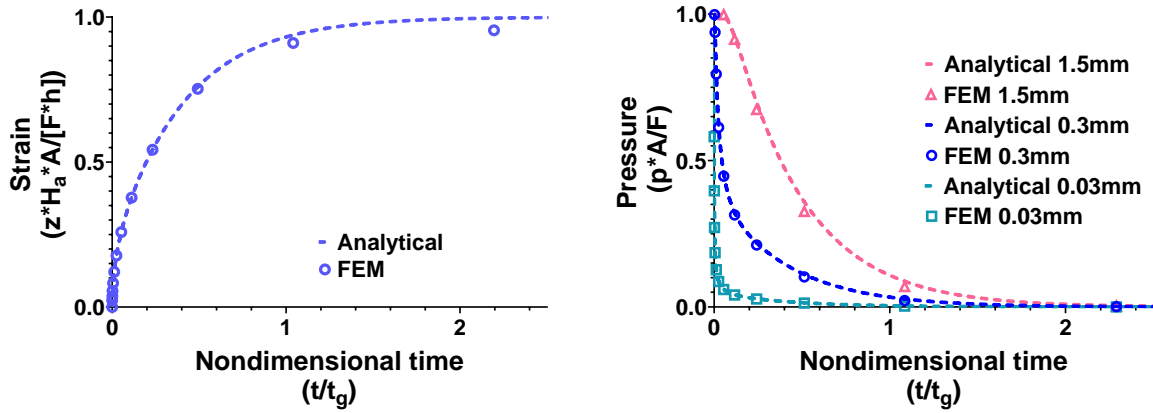 Strain
(z*Ha*A/[F*h])
1.0
0.5
0.0
0
1
2
Analytical
FEM
Nondimensional time
(t/tg)
Pressure
(p*A/F)
1.0
0.5
0.0
0
1
2
Analytical 1.5mm
FEM 1.5mm
Analytical 0.3mm
FEM 0.3mm
Analytical 0.03mm
FEM 0.03mm
Nondimensional time
(t/tg)